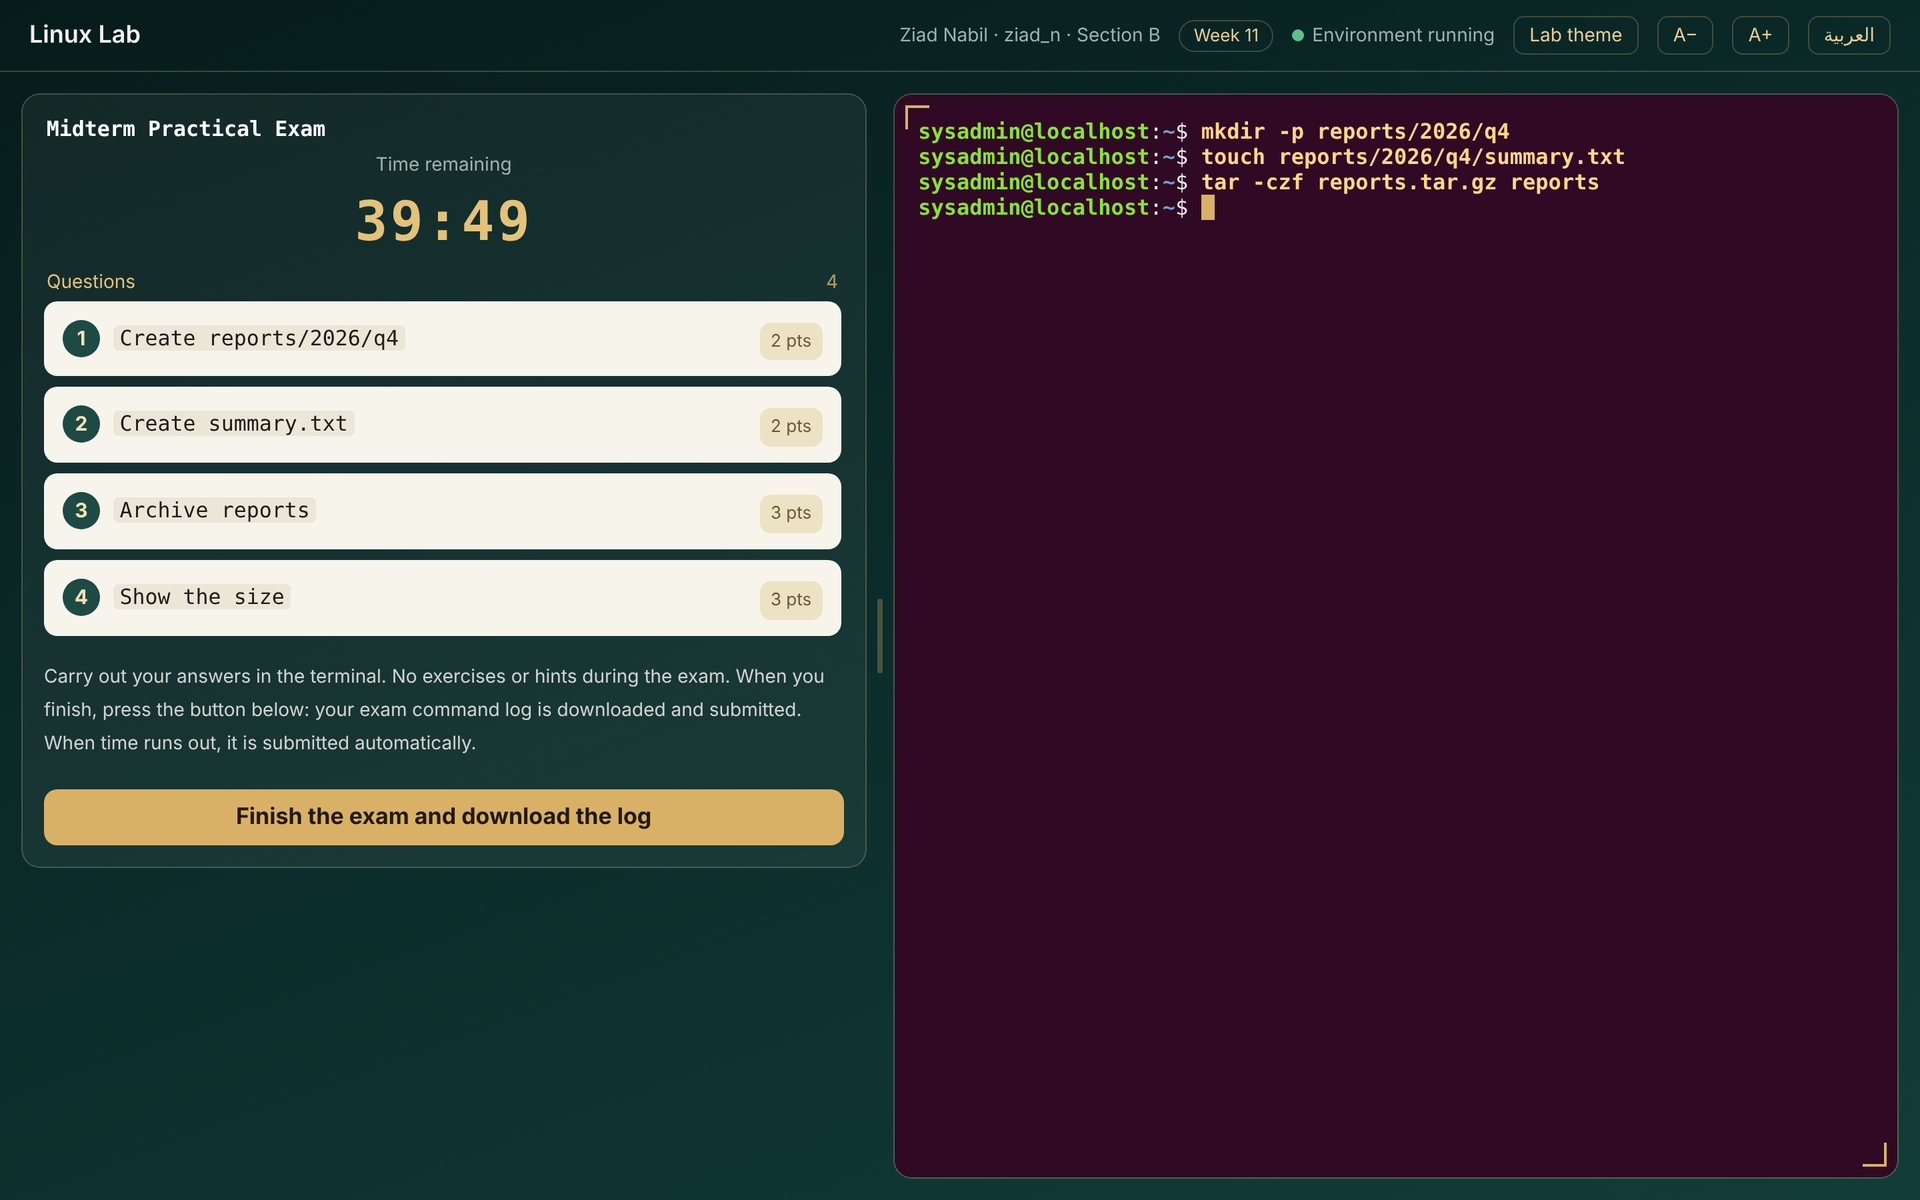 Linux Lab
Ziad Nabil · ziad_n · Section B
Week 11
Environment running
Lab theme
A−
A+
العربية
Midterm Practical Exam
Time remaining
39:49
Questions
4
1 Create reports/2026/q4 2 pts
2 Create summary.txt 2 pts
3 Archive reports 3 pts
4 Show the size 3 pts
Carry out your answers in the terminal. No exercises or hints during the exam. When you
finish, press the button below: your exam command log is downloaded and submitted.
When time runs out, it is submitted automatically.
Finish the exam and download the log
sysadmin@localhost:~$ mkdir -p reports/2026/q4
sysadmin@localhost:~$ touch reports/2026/q4/summary.txt
sysadmin@localhost:~$ tar -czf reports.tar.gz reports
sysadmin@localhost:~$